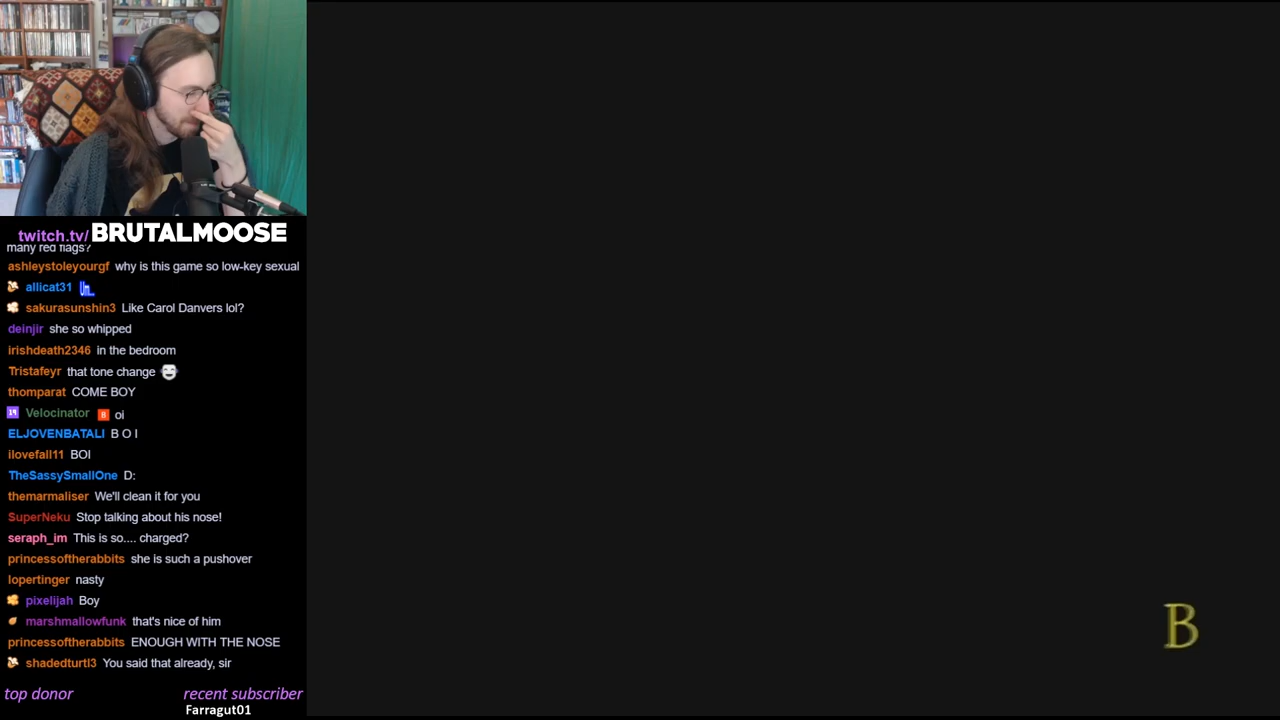 twitch.tv/BRUTALMOOSE
many red flags?
ashleystoleyourgf why is this game so low-key sexual
allicat31
sakurasunshin3 Like Carol Danvers lol?
deinjir she so whipped
irishdeath2346 in the bedroom
Tristafeyr that tone change
thomparat COME BOY
14 Velocinator B oi
ELJOVENBATALI B O I
ilovefall11 BOI
TheSassySmallOne D:
themarmaliser We'll clean it for you
SuperNeku Stop talking about his nose!
seraph_im This is so.... charged?
princessoftherabbits she is such a pushover
lopertinger nasty
pixelijah Boy
marshmallowfunk that's nice of him
princessoftherabbits ENOUGH WITH THE NOSE
shadedturtl3 You said that already, sir
top donor recent subscriber
Farragut01
B